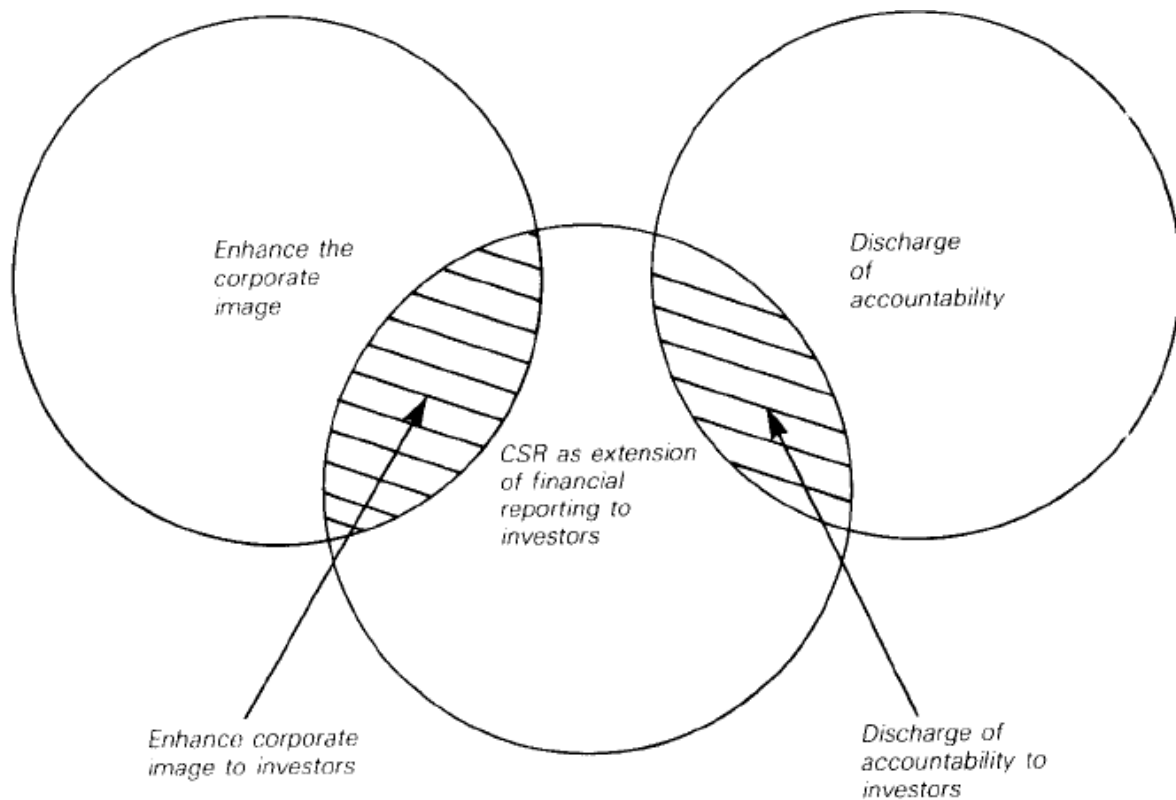 Enhance the
corporate
image
Discharge
of
accountability
CSR as extension
of financial
reporting to
investors
Enhance corporate
image to investors
Discharge of
accountability to
investors